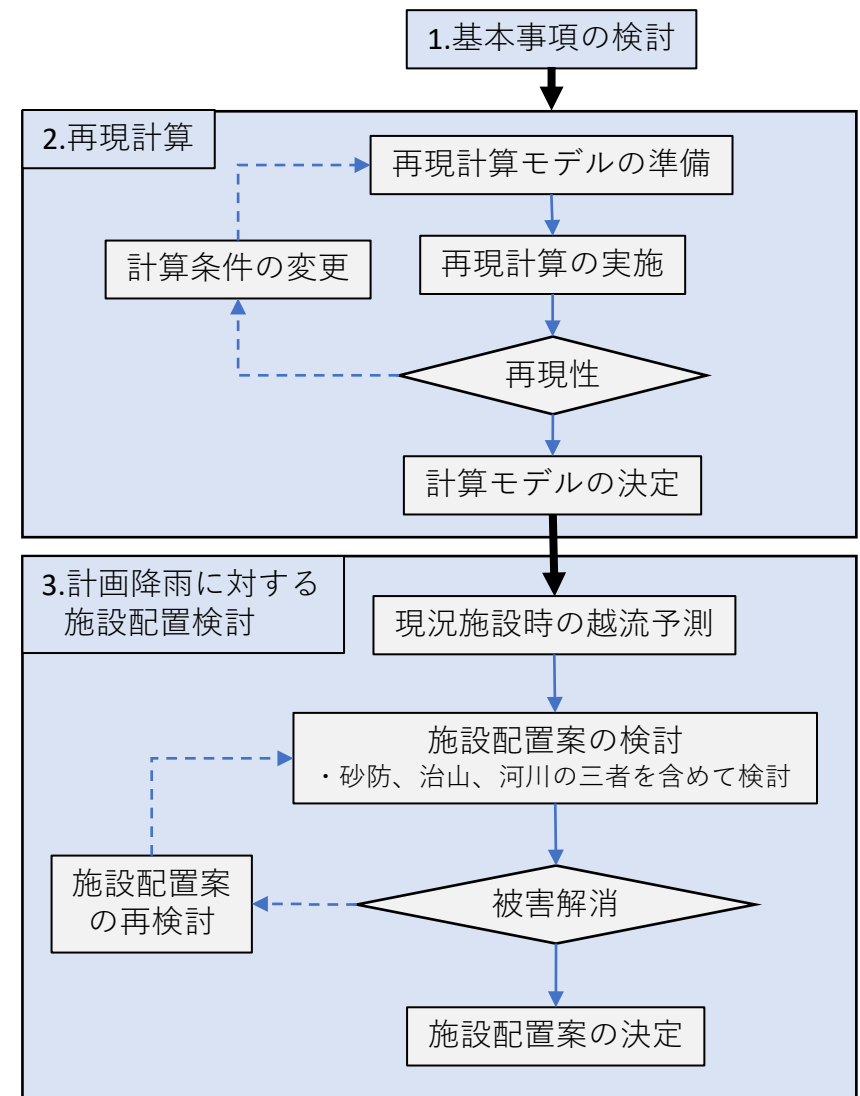 1.基本事項の検討
2.再現計算
再現計算モデルの準備
計算条件の変更
再現計算の実施
再現性
計算モデルの決定
3.計画降雨に対する
施設配置検討
現況施設時の越流予測
施設配置案の検討
・砂防、治山、河川の三者を含めて検討
施設配置案
の再検討
被害解消
施設配置案の決定